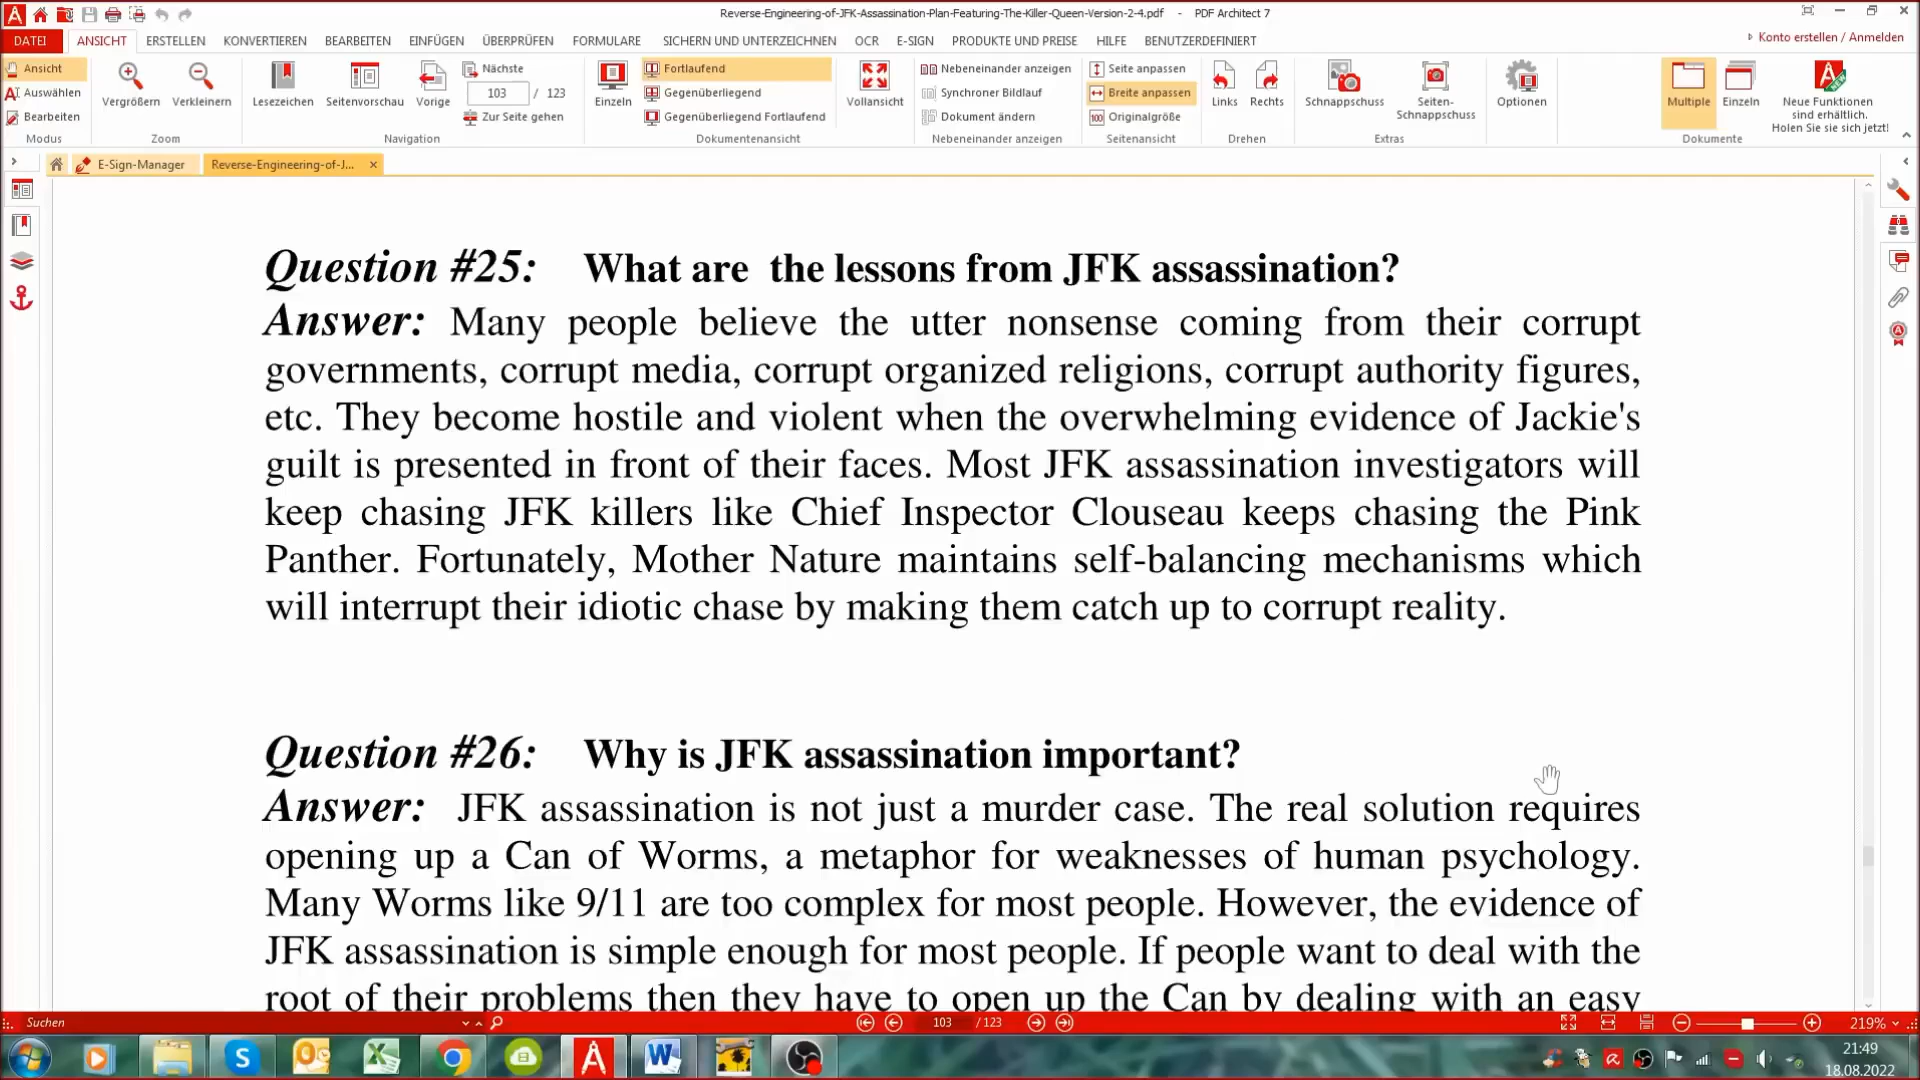 Reverse-Engineering-of-JFK-Assassination-Plan-Featuring-The-Killer-Queen-Version-2-4.pdf - PDF Architect 7
DATEI ANSICHT ERSTELLEN KONVERTIEREN BEARBEITEN EINFÜGEN ÜBERPRÜFEN FORMULARE SICHERN UND UNTERZEICHNEN OCR E-SIGN PRODUKTE UND PREISE HILFE BENUTZERDEFINIERT
Konto erstellen / Anmelden
Ansicht
Auswählen
Bearbeiten
Modus
Vergrößern
Verkleinern
Zoom
Lesezeichen
Seitenvorschau
Vorige
Nächste
103 / 123
Zur Seite gehen
Navigation
Einzeln
Fortlaufend
Gegenüberliegend
Gegenüberliegend Fortlaufend
Dokumentansicht
Vollansicht
Nebeneinander anzeigen
Synchroner Bildlauf
Dokument ändern
Nebeneinander anzeigen
Seite anpassen
Breite anpassen
100 Originalgröße
Seitenansicht
Links
Rechts
Drehen
Schnappschuss
Seiten-
Schnappschuss
Extras
Optionen
Multiple
Einzeln
Dokumente
Neue Funktionen
sind erhältlich.
Holen Sie sie sich jetzt!
E-Sign-Manager
Reverse-Engineering-of-J...
Question #25: What are the lessons from JFK assassination?
Answer: Many people believe the utter nonsense coming from their corrupt
governments, corrupt media, corrupt organized religions, corrupt authority figures,
etc. They become hostile and violent when the overwhelming evidence of Jackie's
guilt is presented in front of their faces. Most JFK assassination investigators will
keep chasing JFK killers like Chief Inspector Clouseau keeps chasing the Pink
Panther. Fortunately, Mother Nature maintains self-balancing mechanisms which
will interrupt their idiotic chase by making them catch up to corrupt reality.
Question #26: Why is JFK assassination important?
Answer: JFK assassination is not just a murder case. The real solution requires
opening up a Can of Worms, a metaphor for weaknesses of human psychology.
Many Worms like 9/11 are too complex for most people. However, the evidence of
JFK assassination is simple enough for most people. If people want to deal with the
root of their problems then they have to open up the Can by dealing with an easy
Suchen
103 / 123
219%
21:49
18.08.2022